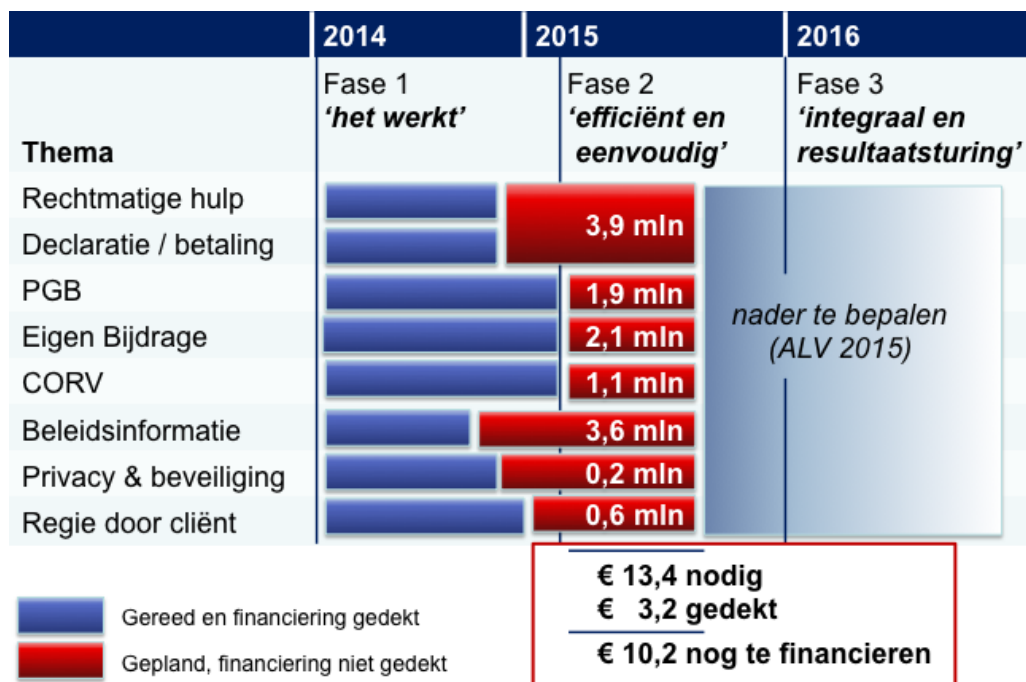 2014 2015 2016
Fase 1 Fase 2 Fase 3
‘het werkt’ ‘efficiënt en ‘integraal en
Thema eenvoudig’ resultaatsturing’
Rechtmatige hulp
3,9 mln
Declaratie / betaling
PGB 1,9 mln
nader te bepalen
Eigen Bijdrage 2,1 mln
(ALV 2015)
CORV 1,1 mln
Beleidsinformatie 3,6 mln
Privacy & beveiliging 0,2 mln
Regie door cliënt 0,6 mln
€ 13,4 nodig
€ 3,2 gedekt
€ 10,2 nog te financieren
Gereed en financiering gedekt
Gepland, financiering niet gedekt